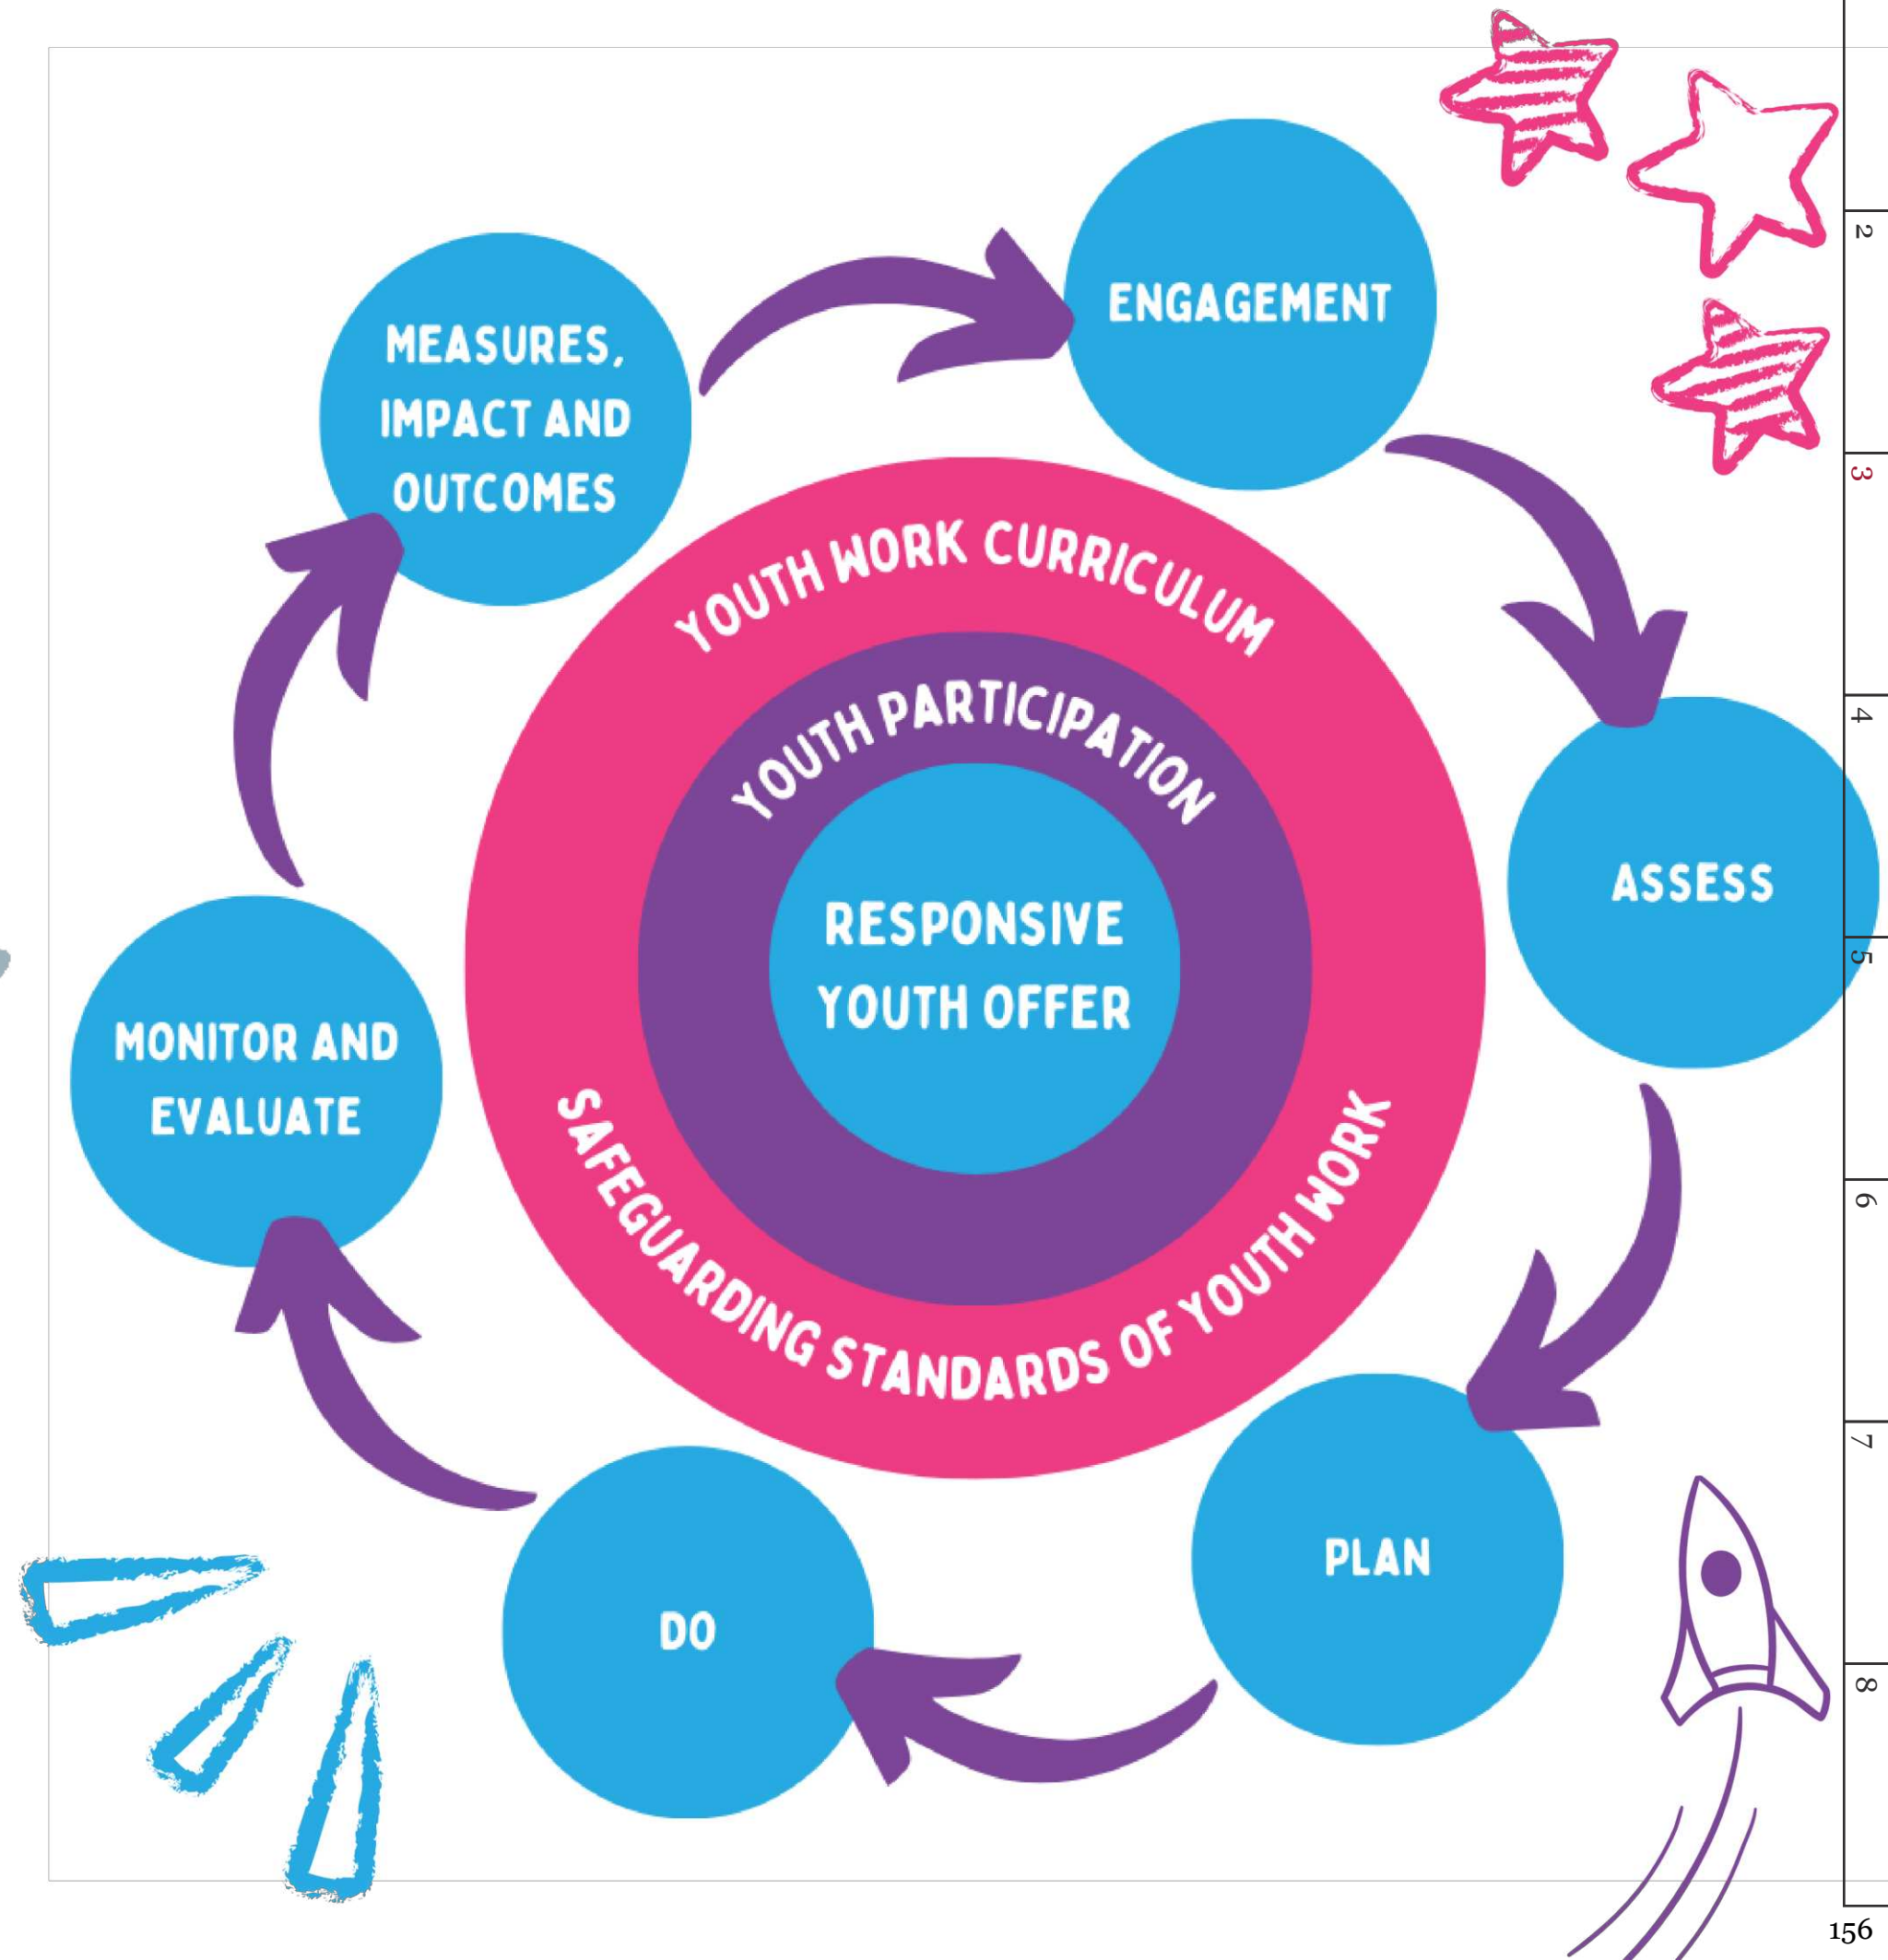 ENGAGEMENT
MEASURES,
IMPACT AND
OUTCOMES
YOUTH WORK CURRICULUM
YOUTH PARTICIPATION
RESPONSIVE
YOUTH OFFER
SAFEGUARDING STANDARDS OF YOUTH WORK
ASSESS
MONITOR AND
EVALUATE
PLAN
DO
2
3
4
5
6
7
8
156